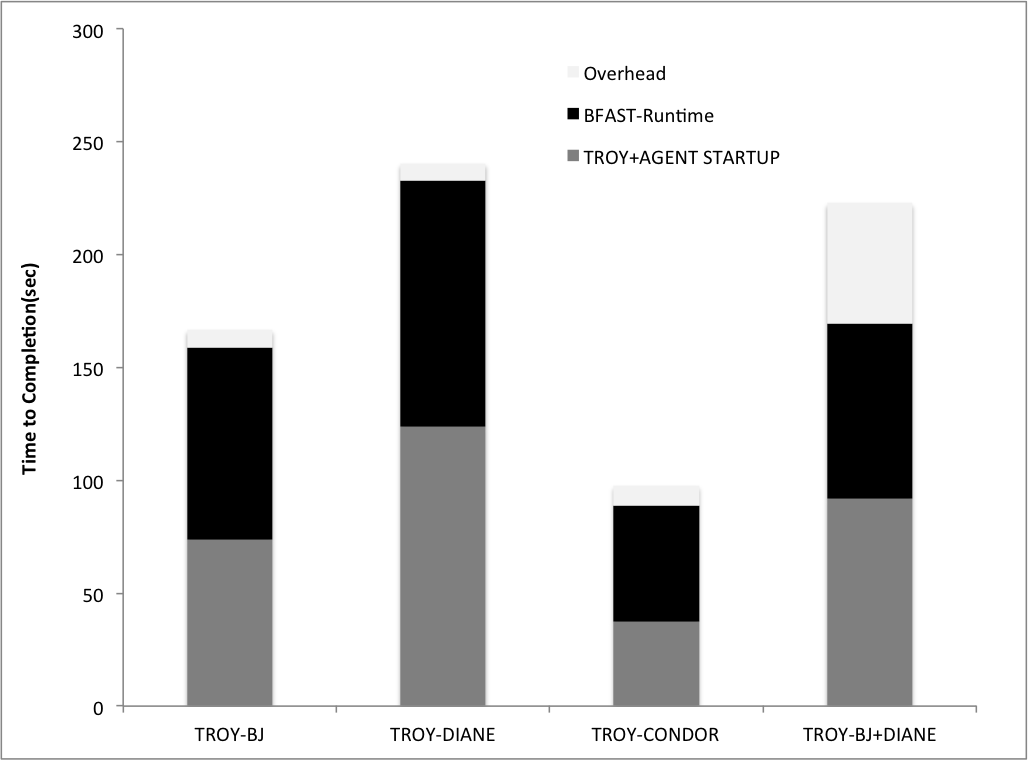 300
250
200
150
100
50
0
Time to Completion(sec)
Overhead
BFAST-Runtime
TROY+AGENT STARTUP
TROY-BJ
TROY-DIANE
TROY-CONDOR
TROY-BJ+DIANE